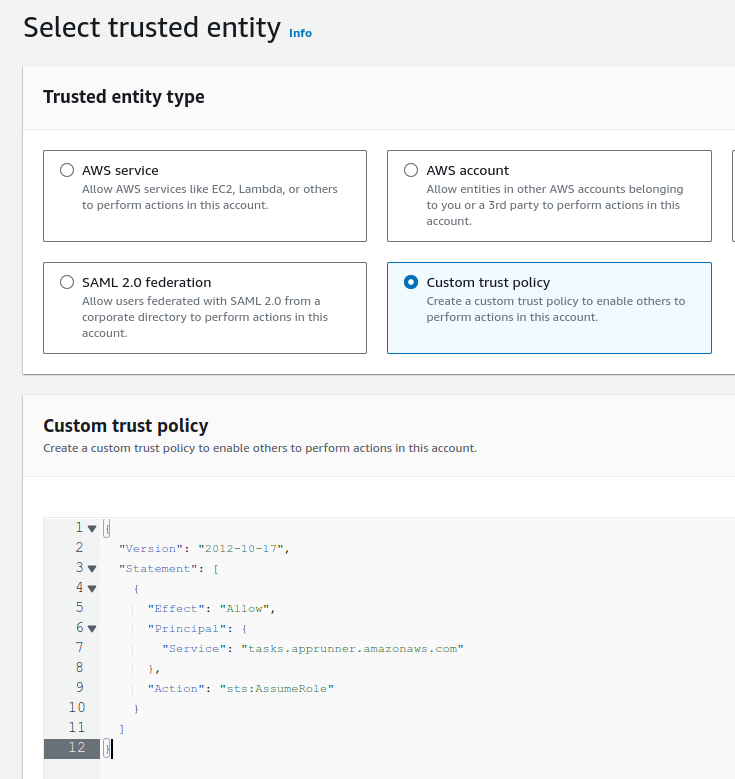 Select trusted entity Info
Trusted entity type
AWS service
Allow AWS services like EC2, Lambda, or others
to perform actions in this account.
AWS account
Allow entities in other AWS accounts belonging
to you or a 3rd party to perform actions in this
account.
SAML 2.0 federation
Allow users federated with SAML 2.0 from a
corporate directory to perform actions in this
account.
Custom trust policy
Create a custom trust policy to enable others to
perform actions in this account.
Custom trust policy
Create a custom trust policy to enable others to perform actions in this account.
1 {
2 "Version": "2012-10-17",
3 "Statement": [
4 {
5 "Effect": "Allow",
6 "Principal": {
7 "Service": "tasks.apprunner.amazonaws.com"
8 },
9 "Action": "sts:AssumeRole"
10 }
11 ]
12 }